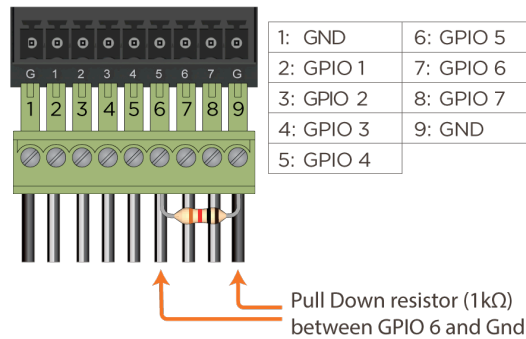 G 1 2 3 4 5 6 7 G
1 2 3 4 5 6 7 8 9
1: GND 6: GPIO 5
2: GPIO 1 7: GPIO 6
3: GPIO 2 8: GPIO 7
4: GPIO 3 9: GND
5: GPIO 4
Pull Down resistor (1kΩ)
between GPIO 6 and Gnd